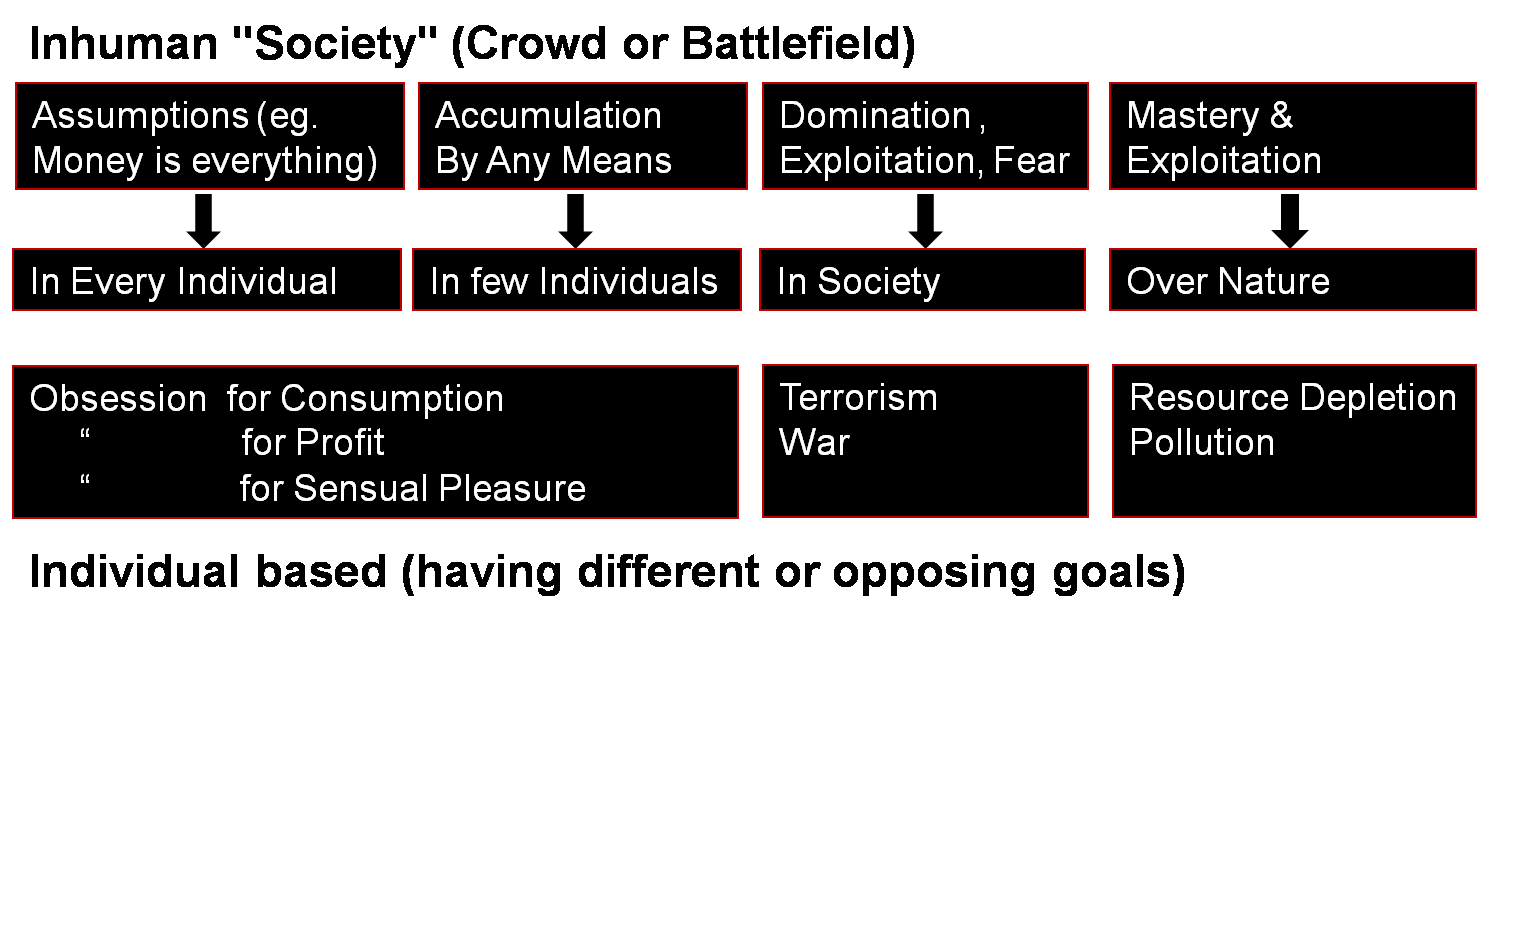 Inhuman "Society" (Crowd or Battlefield)
Assumptions (eg.
Money is everything)
Accumulation
By Any Means
Domination ,
Exploitation, Fear
Mastery &
Exploitation
In Every Individual
In few Individuals
In Society
Over Nature
Obsession for Consumption
“ for Profit
“ for Sensual Pleasure
Terrorism
War
Resource Depletion
Pollution
Individual based (having different or opposing goals)